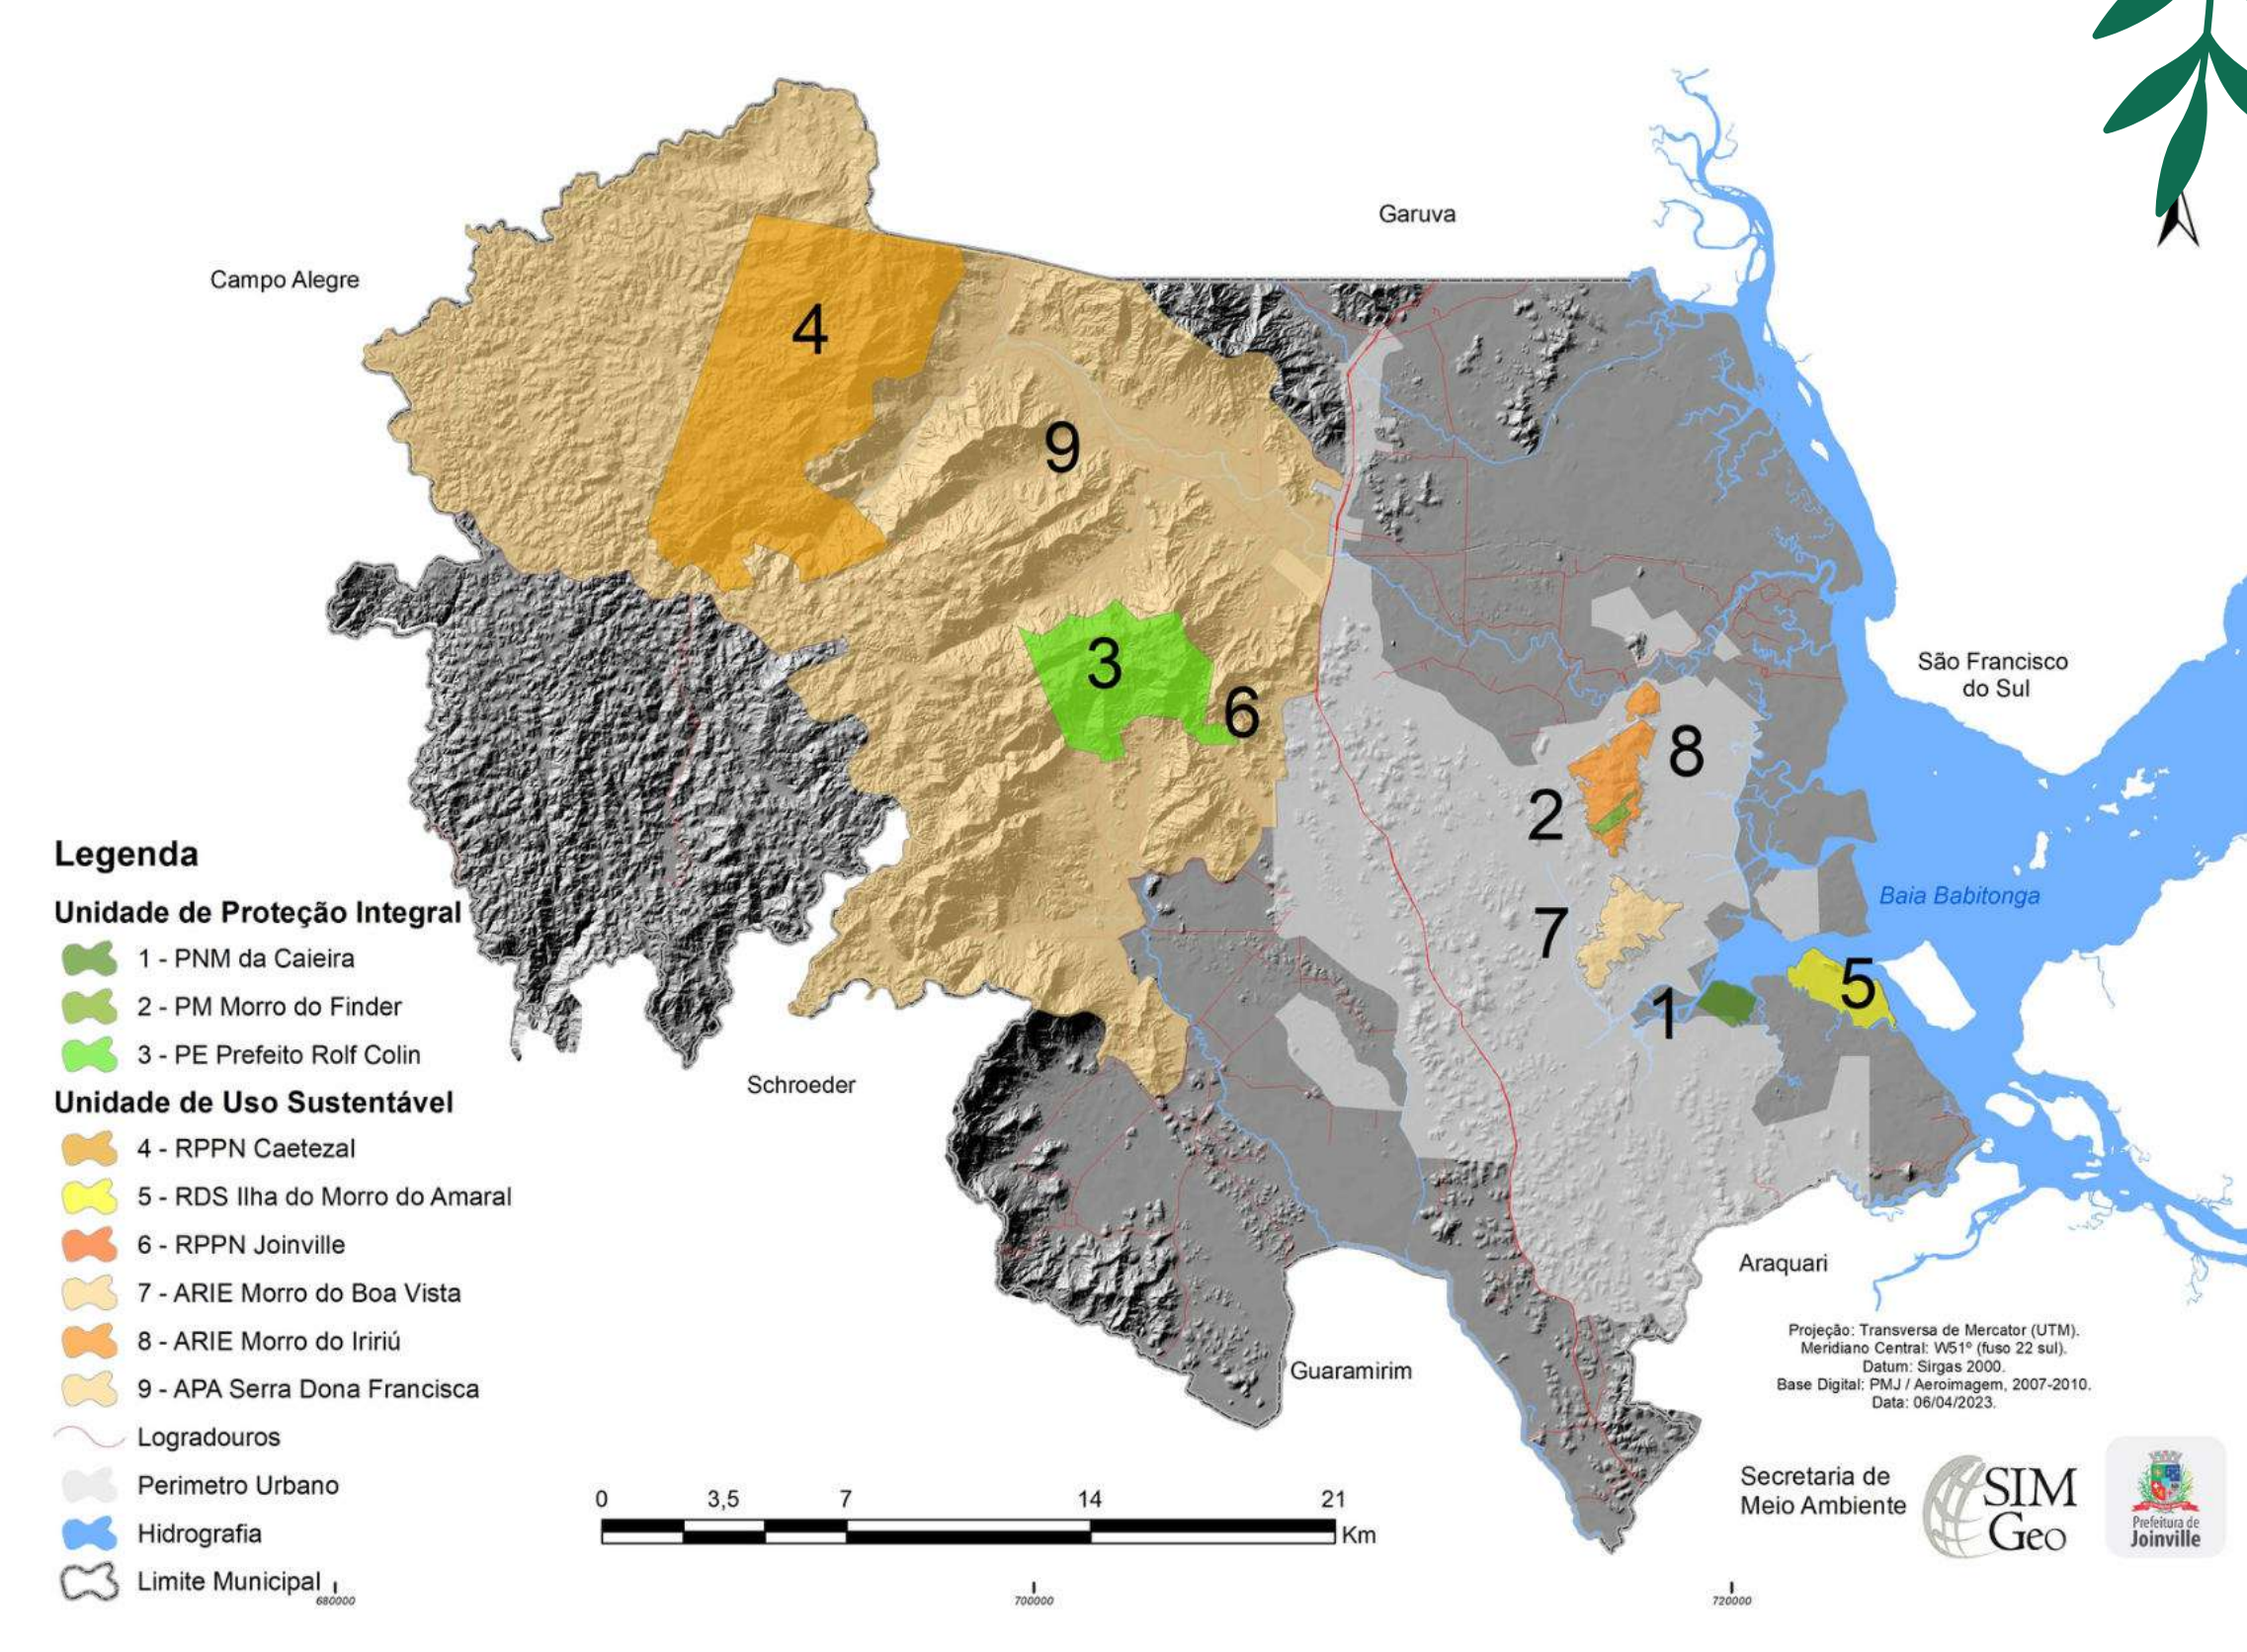 Garuva
Campo Alegre
4
9
São Francisco
do Sul
3
6
8
2
Baia Babitonga
7
5
1
Schroeder
Araquari
Guaramirim
Legenda
Unidade de Proteção Integral
1 - PNM da Caieira
2 - PM Morro do Finder
3 - PE Prefeito Rolf Colin
Unidade de Uso Sustentável
4 - RPPN Caetezal
5 - RDS Ilha do Morro do Amaral
6 - RPPN Joinville
7 - ARIE Morro do Boa Vista
8 - ARIE Morro do Iririú
9 - APA Serra Dona Francisca
Logradouros
Perimetro Urbano
Hidrografia
Limite Municipal
0 3,5 7 14 21
Km
680000 700000 720000
Projeção: Transversa de Mercator (UTM).
Meridiano Central: W51º (fuso 22 sul).
Datum: Sirgas 2000.
Base Digital: PMJ / Aeroimagem, 2007-2010.
Data: 06/04/2023.
Secretaria de
Meio Ambiente
SIM
Geo
Prefeitura de
Joinville